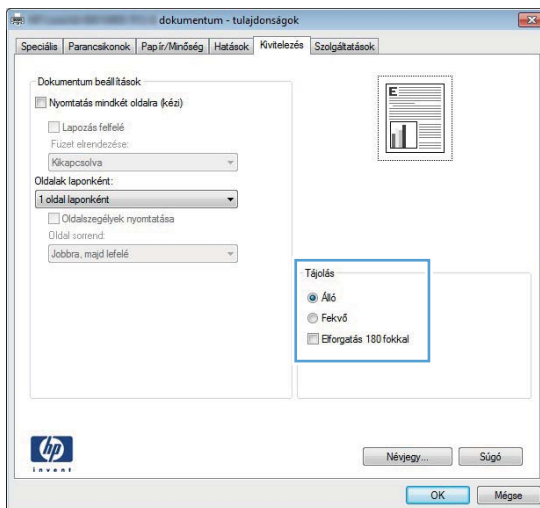 dokumentum - tulajdonságok
Speciális Parancsikonok Papír/Minőség Hatások Kivitelezés Szolgáltatások
Dokumentum beállítások
Nyomtatás mindkét oldalra (kézi)
Lapozás felfelé
Füzet elrendezése:
Kikapcsolva
Oldalak laponként:
1 oldal laponként
Oldalszegélyek nyomtatása
Oldal sorrend:
Jobbra, majd lefelé
E
Tájolás
Álló
Fekvő
Elforgatás 180 fokkal
hp
invent
Névjegy... Súgó
OK Mégse